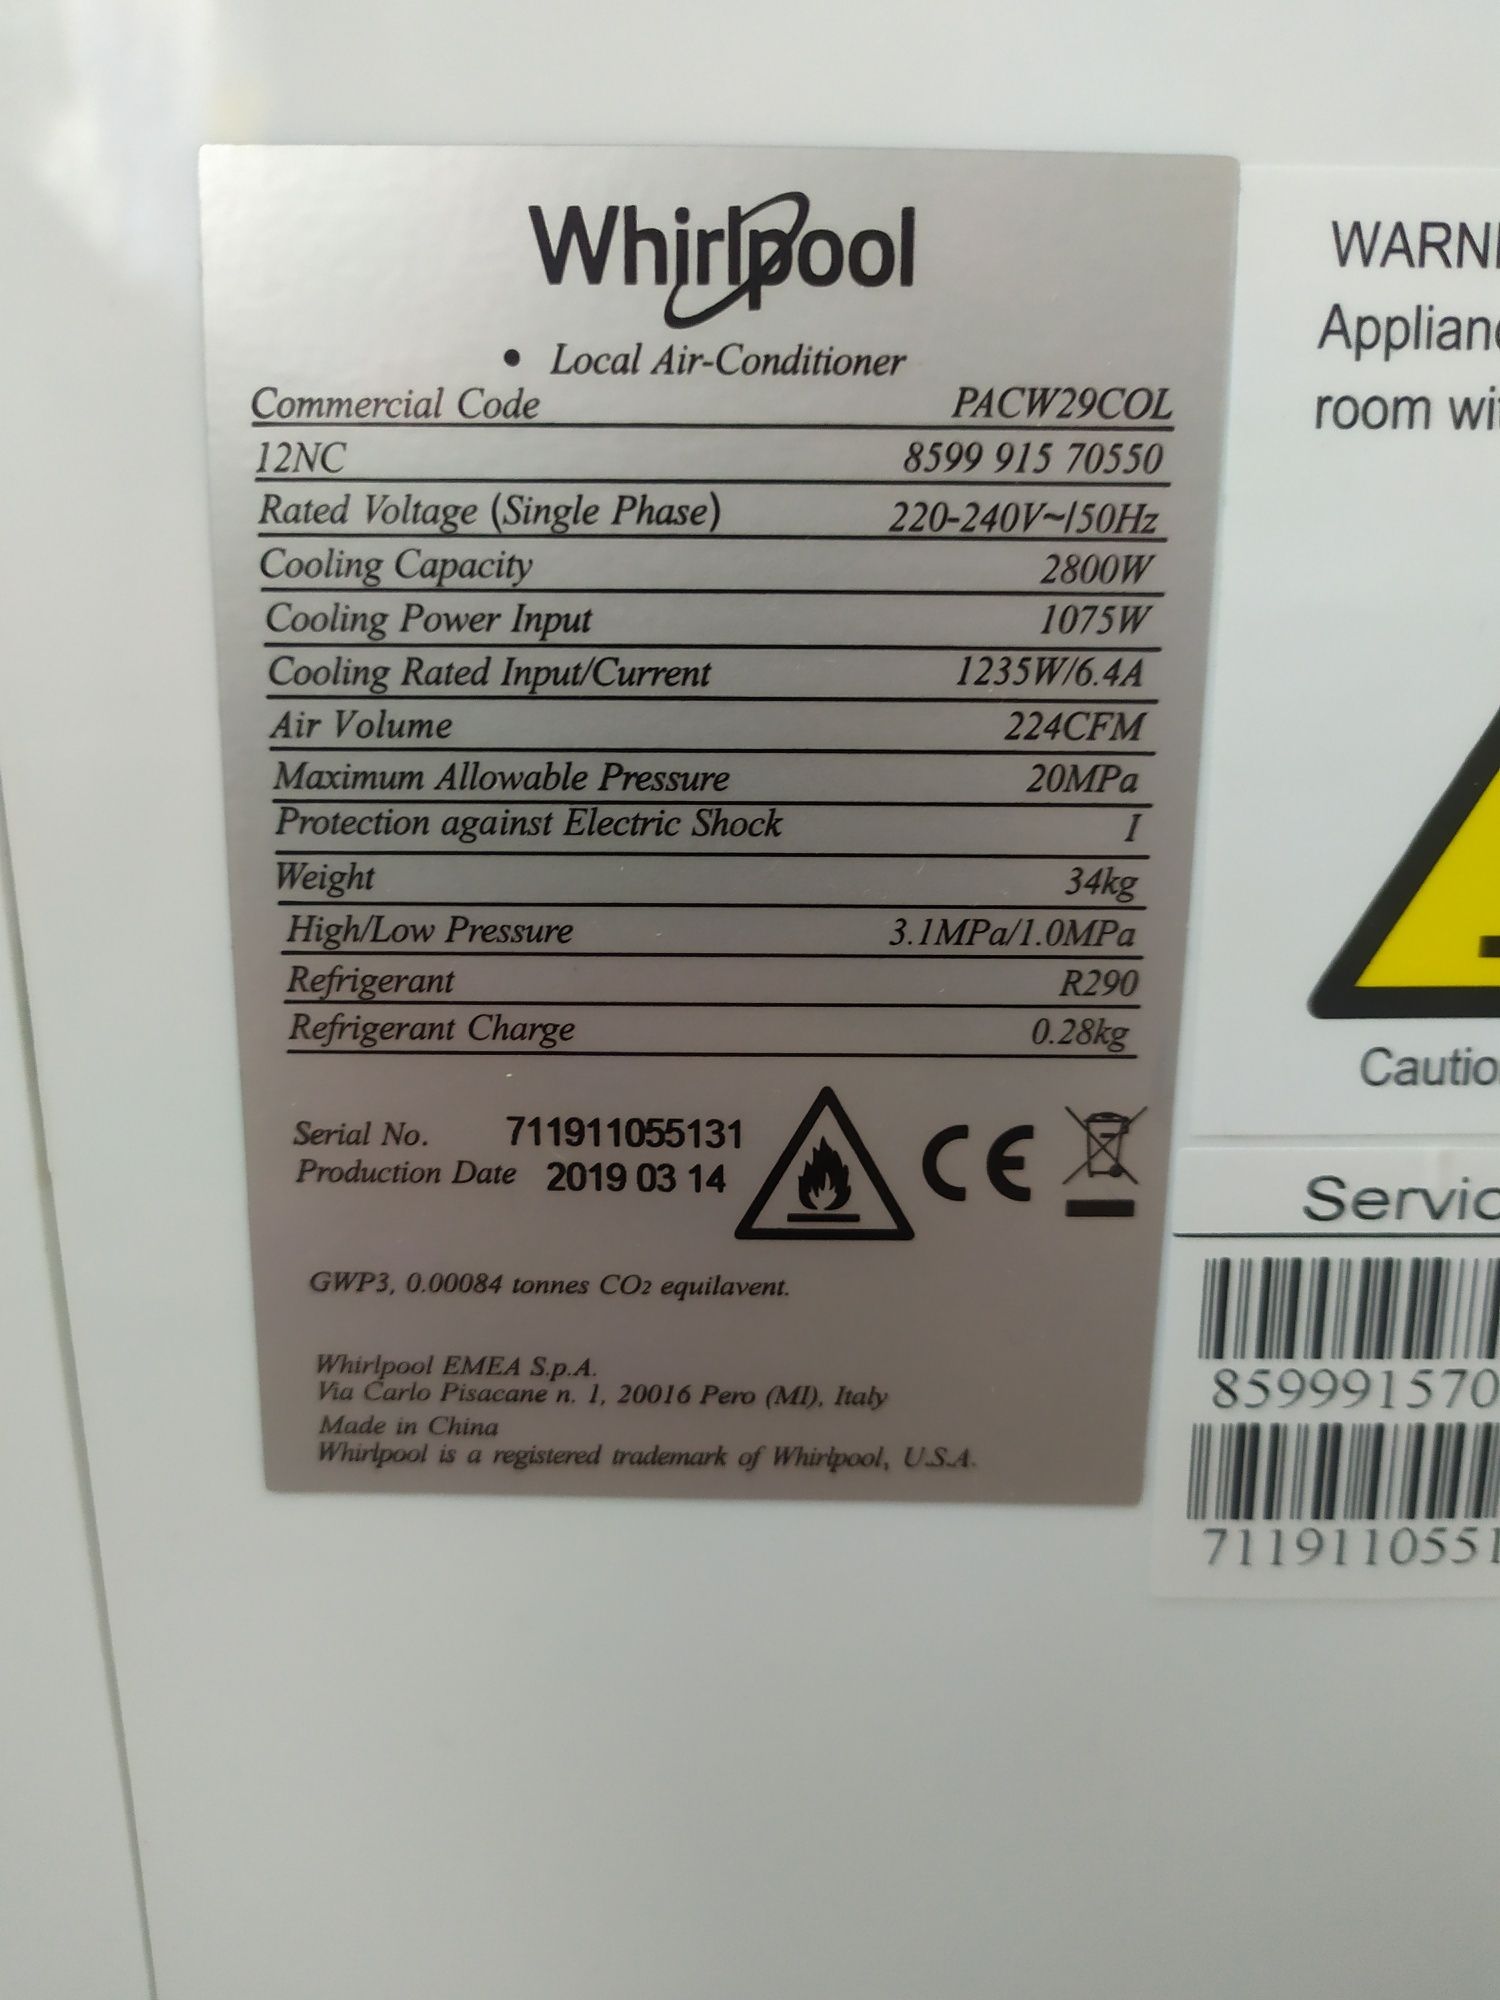 Whirlpool
• Local Air-Conditioner
Commercial Code PACW29COL
12NC 8599 915 70550
Rated Voltage (Single Phase) 220-240V~/50Hz
Cooling Capacity 2800W
Cooling Power Input 1075W
Cooling Rated Input/Current 1235W/6.4A
Air Volume 224CFM
Maximum Allowable Pressure 20MPa
Protection against Electric Shock I
Weight 34kg
High/Low Pressure 3.1MPa/1.0MPa
Refrigerant R290
Refrigerant Charge 0.28kg
Serial No. 711911055131
Production Date 2019 03 14
CE
GWP3, 0.00084 tonnes CO2 equilavent.
Whirlpool EMEA S.p.A.
Via Carlo Pisacane n. 1, 20016 Pero (MI), Italy
Made in China
Whirlpool is a registered trademark of Whirlpool, U.S.A.
WARNI
Applianc
room wit
Cautio
Servic
859991570
7119110551